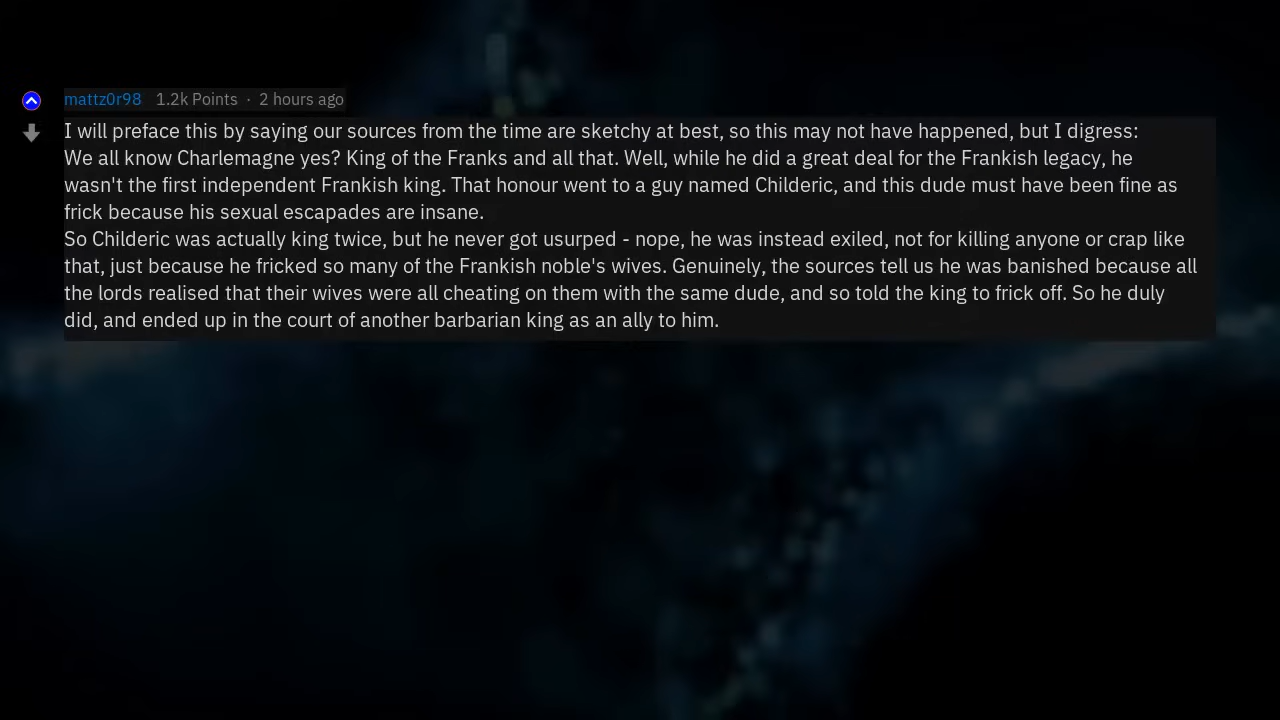 mattz0r98 1.2k Points · 2 hours ago
I will preface this by saying our sources from the time are sketchy at best, so this may not have happened, but I digress:
We all know Charlemagne yes? King of the Franks and all that. Well, while he did a great deal for the Frankish legacy, he
wasn't the first independent Frankish king. That honour went to a guy named Childeric, and this dude must have been fine as
frick because his sexual escapades are insane.
So Childeric was actually king twice, but he never got usurped - nope, he was instead exiled, not for killing anyone or crap like
that, just because he fricked so many of the Frankish noble's wives. Genuinely, the sources tell us he was banished because all
the lords realised that their wives were all cheating on them with the same dude, and so told the king to frick off. So he duly
did, and ended up in the court of another barbarian king as an ally to him.